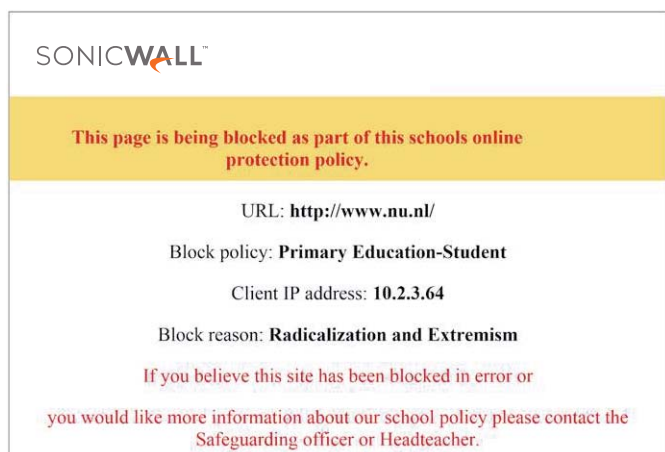 SONICWALL™
This page is being blocked as part of this schools online
protection policy.
URL: http://www.nu.nl/
Block policy: Primary Education-Student
Client IP address: 10.2.3.64
Block reason: Radicalization and Extremism
If you believe this site has been blocked in error or
you would like more information about our school policy please contact the
Safeguarding officer or Headteacher.